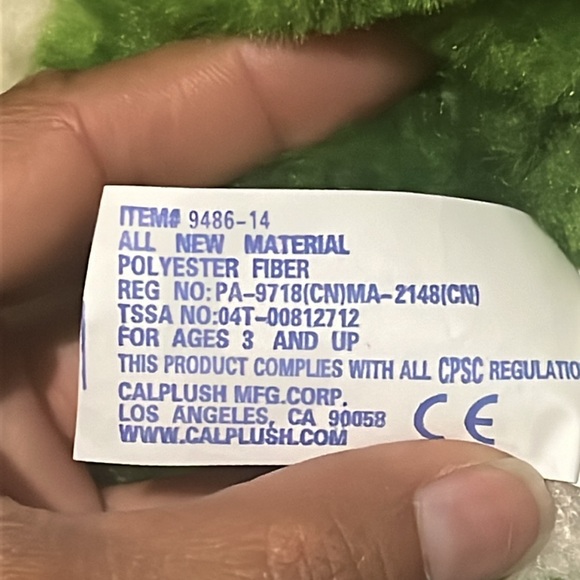 ITEM# 9486-14
ALL NEW MATERIAL
POLYESTER FIBER
REG NO:PA-9718(CN)MA-2148(CN)
TSSA NO:04T-00812712
FOR AGES 3 AND UP
THIS PRODUCT COMPLIES WITH ALL CPSC REGULATIO
CALPLUSH MFG.CORP.
LOS ANGELES, CA 90058
WWW.CALPLUSH.COM
CE